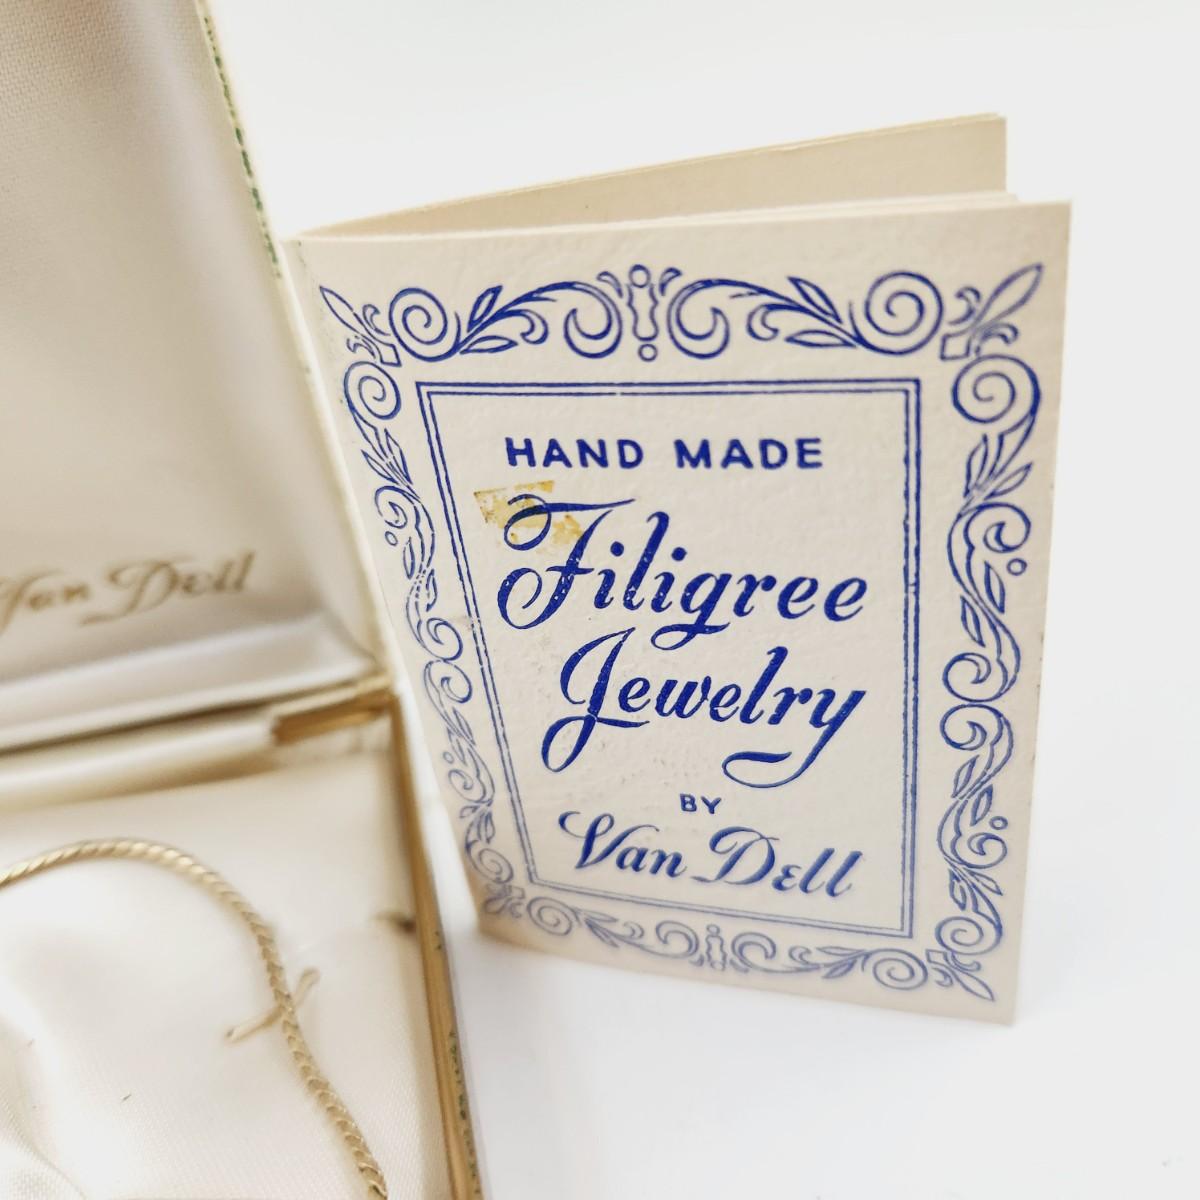 Van Dell
HAND MADE
Filigree
Jewelry
BY
Van Dell